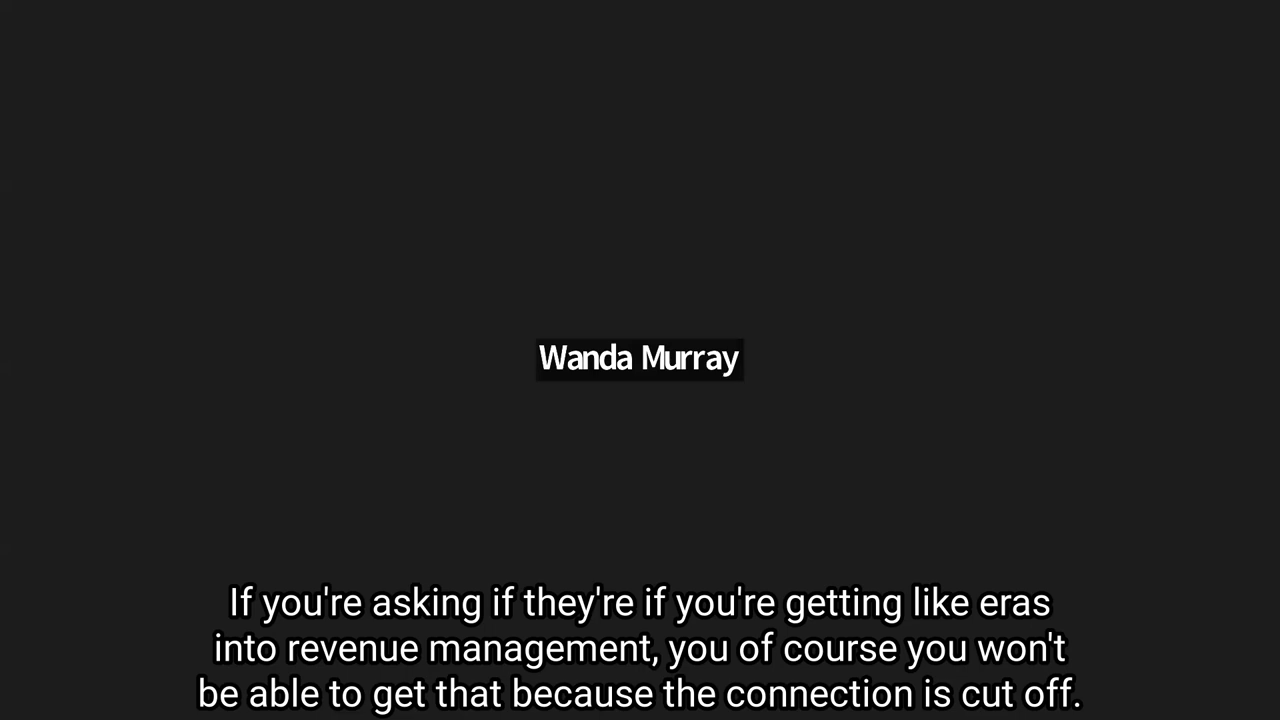 Wanda Murray
If you're asking if they're if you're getting like eras
into revenue management, you of course you won't
be able to get that because the connection is cut off.